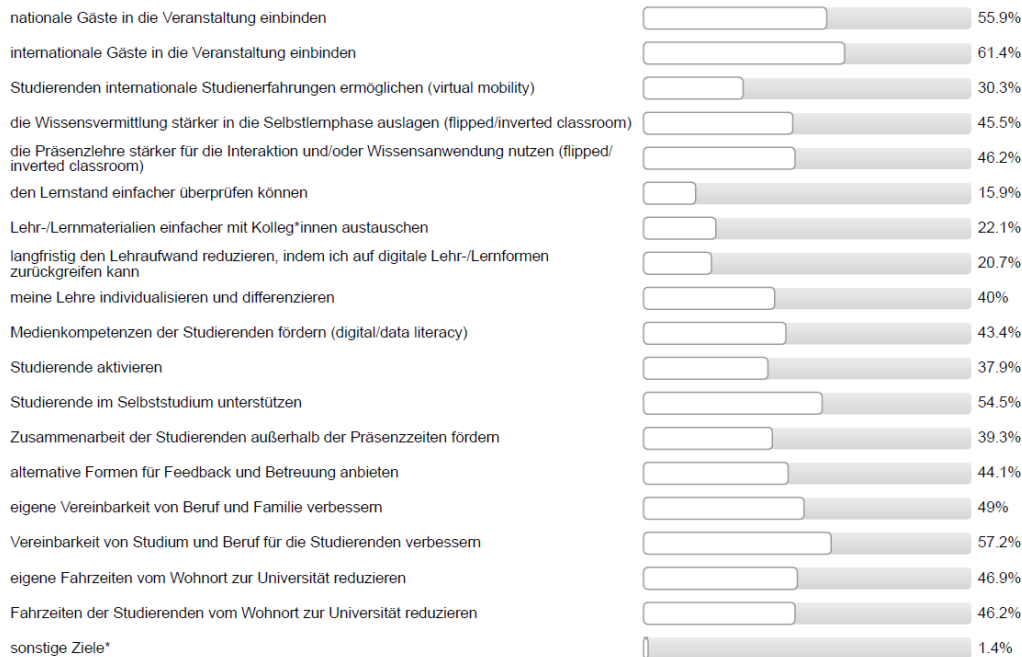 nationale Gäste in die Veranstaltung einbinden 55.9%
internationale Gäste in die Veranstaltung einbinden 61.4%
Studierenden internationale Studienerfahrungen ermöglichen (virtual mobility) 30.3%
die Wissensvermittlung stärker in die Selbstlernphase auslagen (flipped/inverted classroom) 45.5%
die Präsenzlehre stärker für die Interaktion und/oder Wissensanwendung nutzen (flipped/
inverted classroom) 46.2%
den Lernstand einfacher überprüfen können 15.9%
Lehr-/Lernmaterialien einfacher mit Kolleg*innen austauschen 22.1%
langfristig den Lehraufwand reduzieren, indem ich auf digitale Lehr-/Lernformen
zurückgreifen kann 20.7%
meine Lehre individualisieren und differenzieren 40%
Medienkompetenzen der Studierenden fördern (digital/data literacy) 43.4%
Studierende aktivieren 37.9%
Studierende im Selbststudium unterstützen 54.5%
Zusammenarbeit der Studierenden außerhalb der Präsenzzeiten fördern 39.3%
alternative Formen für Feedback und Betreuung anbieten 44.1%
eigene Vereinbarkeit von Beruf und Familie verbessern 49%
Vereinbarkeit von Studium und Beruf für die Studierenden verbessern 57.2%
eigene Fahrzeiten vom Wohnort zur Universität reduzieren 46.9%
Fahrzeiten der Studierenden vom Wohnort zur Universität reduzieren 46.2%
sonstige Ziele* 1.4%